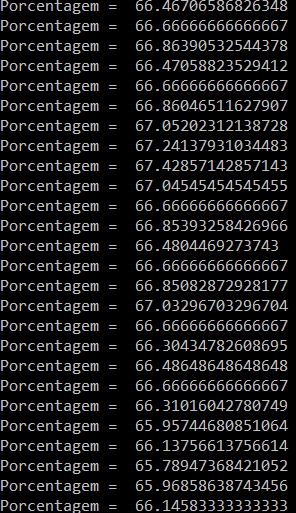 Porcentagem =  66.46706586826348
Porcentagem =  66.66666666666667
Porcentagem =  66.86390532544378
Porcentagem =  66.47058823529412
Porcentagem =  66.66666666666667
Porcentagem =  66.86046511627907
Porcentagem =  67.05202312138728
Porcentagem =  67.24137931034483
Porcentagem =  67.42857142857143
Porcentagem =  67.04545454545455
Porcentagem =  66.66666666666667
Porcentagem =  66.85393258426966
Porcentagem =  66.4804469273743
Porcentagem =  66.66666666666667
Porcentagem =  66.85082872928177
Porcentagem =  67.03296703296704
Porcentagem =  66.66666666666667
Porcentagem =  66.30434782608695
Porcentagem =  66.48648648648648
Porcentagem =  66.66666666666667
Porcentagem =  66.31016042780749
Porcentagem =  65.95744680851064
Porcentagem =  66.13756613756614
Porcentagem =  65.78947368421052
Porcentagem =  65.96858638743456
Porcentagem =  66.14583333333333